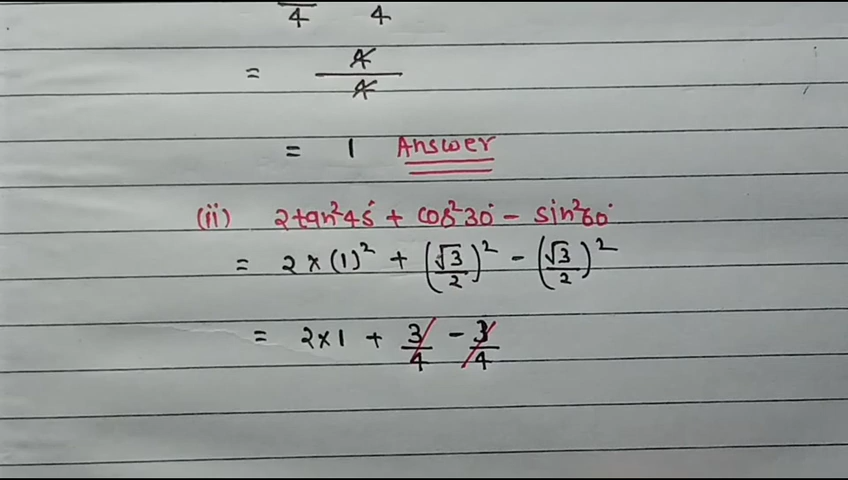 4 4
= 4/4
= 1 Answer
(ii) 2tan²45° + cos²30° - sin²60°
= 2 × (1)² + (√3/2)² - (√3/2)²
= 2×1 + 3/4 - 3/4